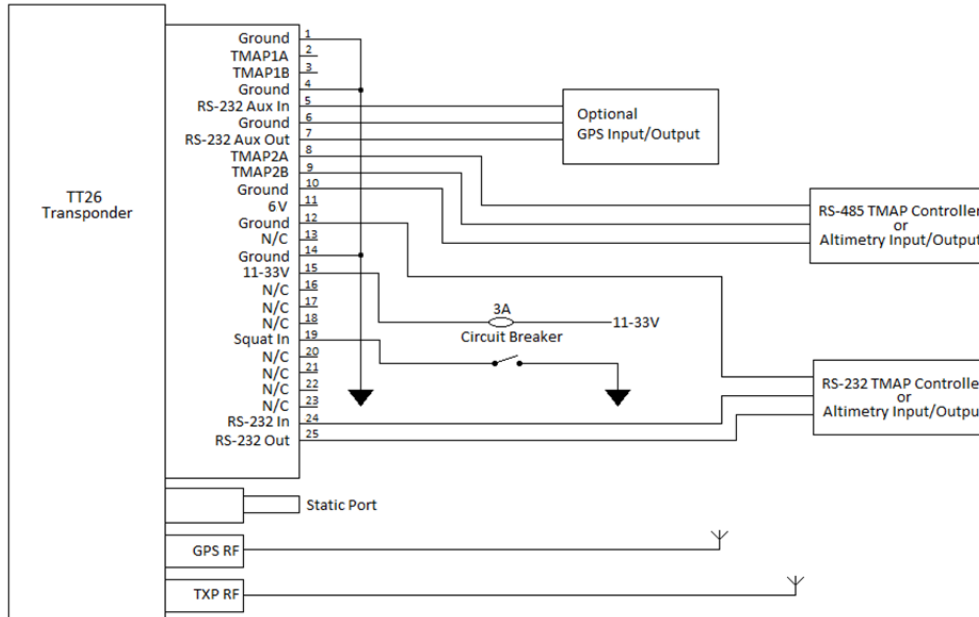 TT26
Transponder
Ground 1
TMAP1A 2
TMAP1B 3
Ground 4
RS-232 Aux In 5
Ground 6
RS-232 Aux Out 7
TMAP2A 8
TMAP2B 9
Ground 10
6V 11
Ground 12
N/C 13
Ground 14
11-33V 15
N/C 16
N/C 17
N/C 18
Squat In 19
N/C 20
N/C 21
N/C 22
N/C 23
RS-232 In 24
RS-232 Out 25
Optional
GPS Input/Output
RS-485 TMAP Controller
or
Altimetry Input/Output
3A
Circuit Breaker
11-33V
RS-232 TMAP Controller
or
Altimetry Input/Output
Static Port
GPS RF
TXP RF